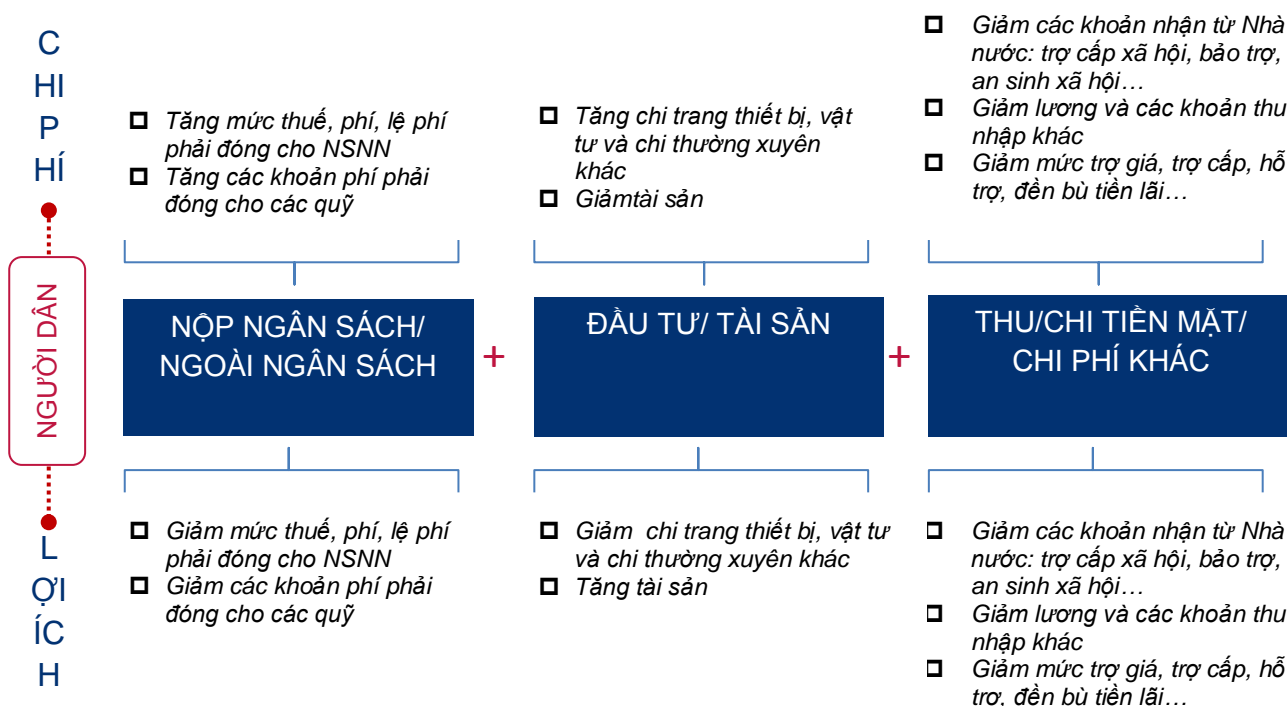 C
HI
P
HÍ
NGƯỜI DÂN
L
ỢI
ÍC
H
Tăng mức thuế, phí, lệ phí
phải đóng cho NSNN
Tăng các khoản phí phải
đóng cho các quỹ
Tăng chi trang thiết bị, vật
tư và chi thường xuyên
khác
Giảmtài sản
Giảm các khoản nhận từ Nhà
nước: trợ cấp xã hội, bảo trợ,
an sinh xã hội…
Giảm lương và các khoản thu
nhập khác
Giảm mức trợ giá, trợ cấp, hỗ
trợ, đền bù tiền lãi…
NỘP NGÂN SÁCH/
NGOÀI NGÂN SÁCH
+
ĐẦU TƯ/ TÀI SẢN
+
THU/CHI TIỀN MẶT/
CHI PHÍ KHÁC
Giảm mức thuế, phí, lệ phí
phải đóng cho NSNN
Giảm các khoản phí phải
đóng cho các quỹ
Giảm  chi trang thiết bị, vật tư
và chi thường xuyên khác
Tăng tài sản
Giảm các khoản nhận từ Nhà
nước: trợ cấp xã hội, bảo trợ,
an sinh xã hội…
Giảm lương và các khoản thu
nhập khác
Giảm mức trợ giá, trợ cấp, hỗ
trợ, đền bù tiền lãi…